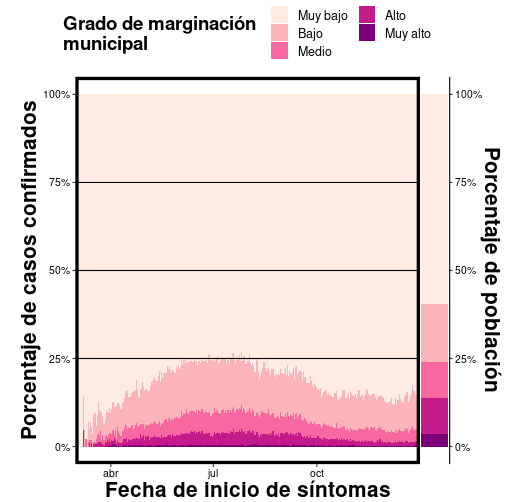 Grado de marginación
municipal
Muy bajo
Bajo
Medio
Alto
Muy alto
Porcentaje de casos confirmados
100%
75%
50%
25%
0%
100%
75%
50%
25%
0%
Porcentaje de población
abr
jul
oct
Fecha de inicio de síntomas